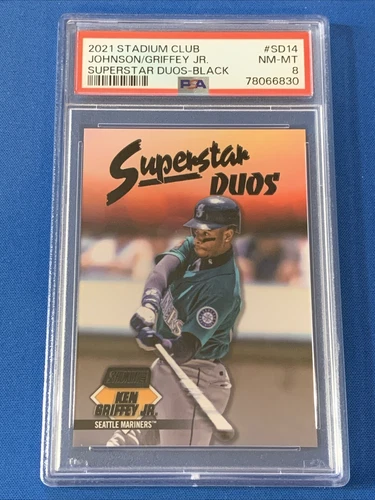 2021 STADIUM CLUB #SD14
JOHNSON/GRIFFEY JR. NM-MT
SUPERSTAR DUOS-BLACK 8
PSA 78066830
Superstar
DUOS
KEN
GRIFFEY JR.
SEATTLE MARINERS™